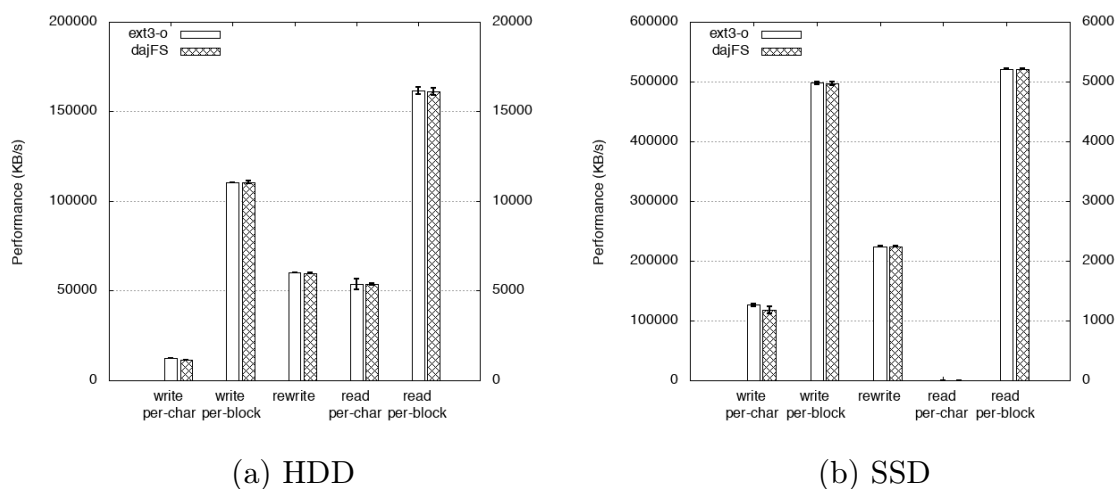 200000
150000
100000
50000
0
Performance (KB/s)
ext3-o
dajFS
20000
15000
10000
5000
0
write
per-char
write
per-block
rewrite
read
per-char
read
per-block
(a) HDD
600000
500000
400000
300000
200000
100000
0
Performance (KB/s)
ext3-o
dajFS
6000
5000
4000
3000
2000
1000
0
write
per-char
write
per-block
rewrite
read
per-char
read
per-block
(b) SSD